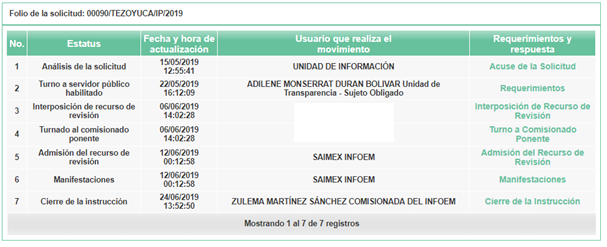 Folio de la solicitud: 00090/TEZOYUCA/IP/2019
No. Estatus Fecha y hora de actualización Usuario que realiza el movimiento Requerimientos y respuesta
1 Análisis de la solicitud 15/05/2019 12:55:41 UNIDAD DE INFORMACIÓN Acuse de la Solicitud
2 Turno a servidor público habilitado 22/05/2019 16:12:09 ADILENE MONSERRAT DURAN BOLIVAR Unidad de Transparencia - Sujeto Obligado Requerimientos
3 Interposición de recurso de revisión 06/06/2019 14:02:28 Interposición de Recurso de Revisión
4 Turnado al comisionado ponente 06/06/2019 14:02:28 Turno a Comisionado Ponente
5 Admisión del recurso de revisión 12/06/2019 00:12:58 SAIMEX INFOEM Admisión del Recurso de Revisión
6 Manifestaciones 12/06/2019 00:12:58 SAIMEX INFOEM Manifestaciones
7 Cierre de la instrucción 24/06/2019 13:52:50 ZULEMA MARTÍNEZ SÁNCHEZ COMISIONADA DEL INFOEM Cierre de la Instrucción
Mostrando 1 al 7 de 7 registros